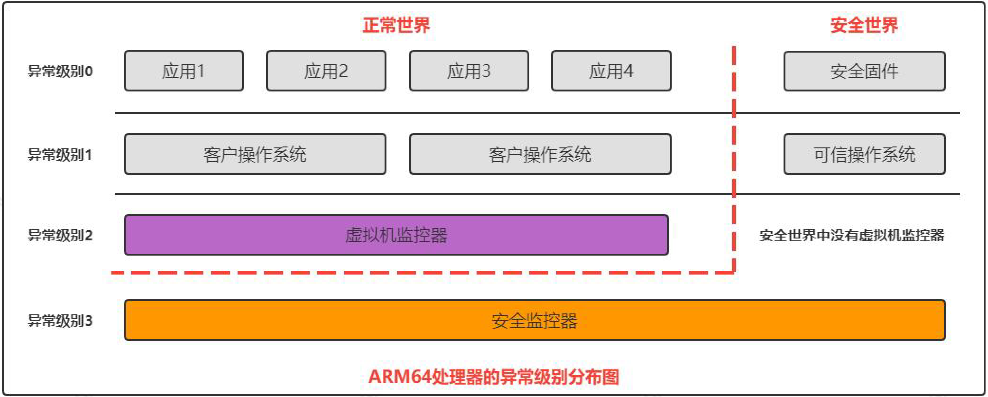 正常世界
安全世界
异常级别0
应用1
应用2
应用3
应用4
安全固件
异常级别1
客户操作系统
客户操作系统
可信操作系统
异常级别2
虚拟机监控器
安全世界中没有虚拟机监控器
异常级别3
安全监控器
ARM64处理器的异常级别分布图